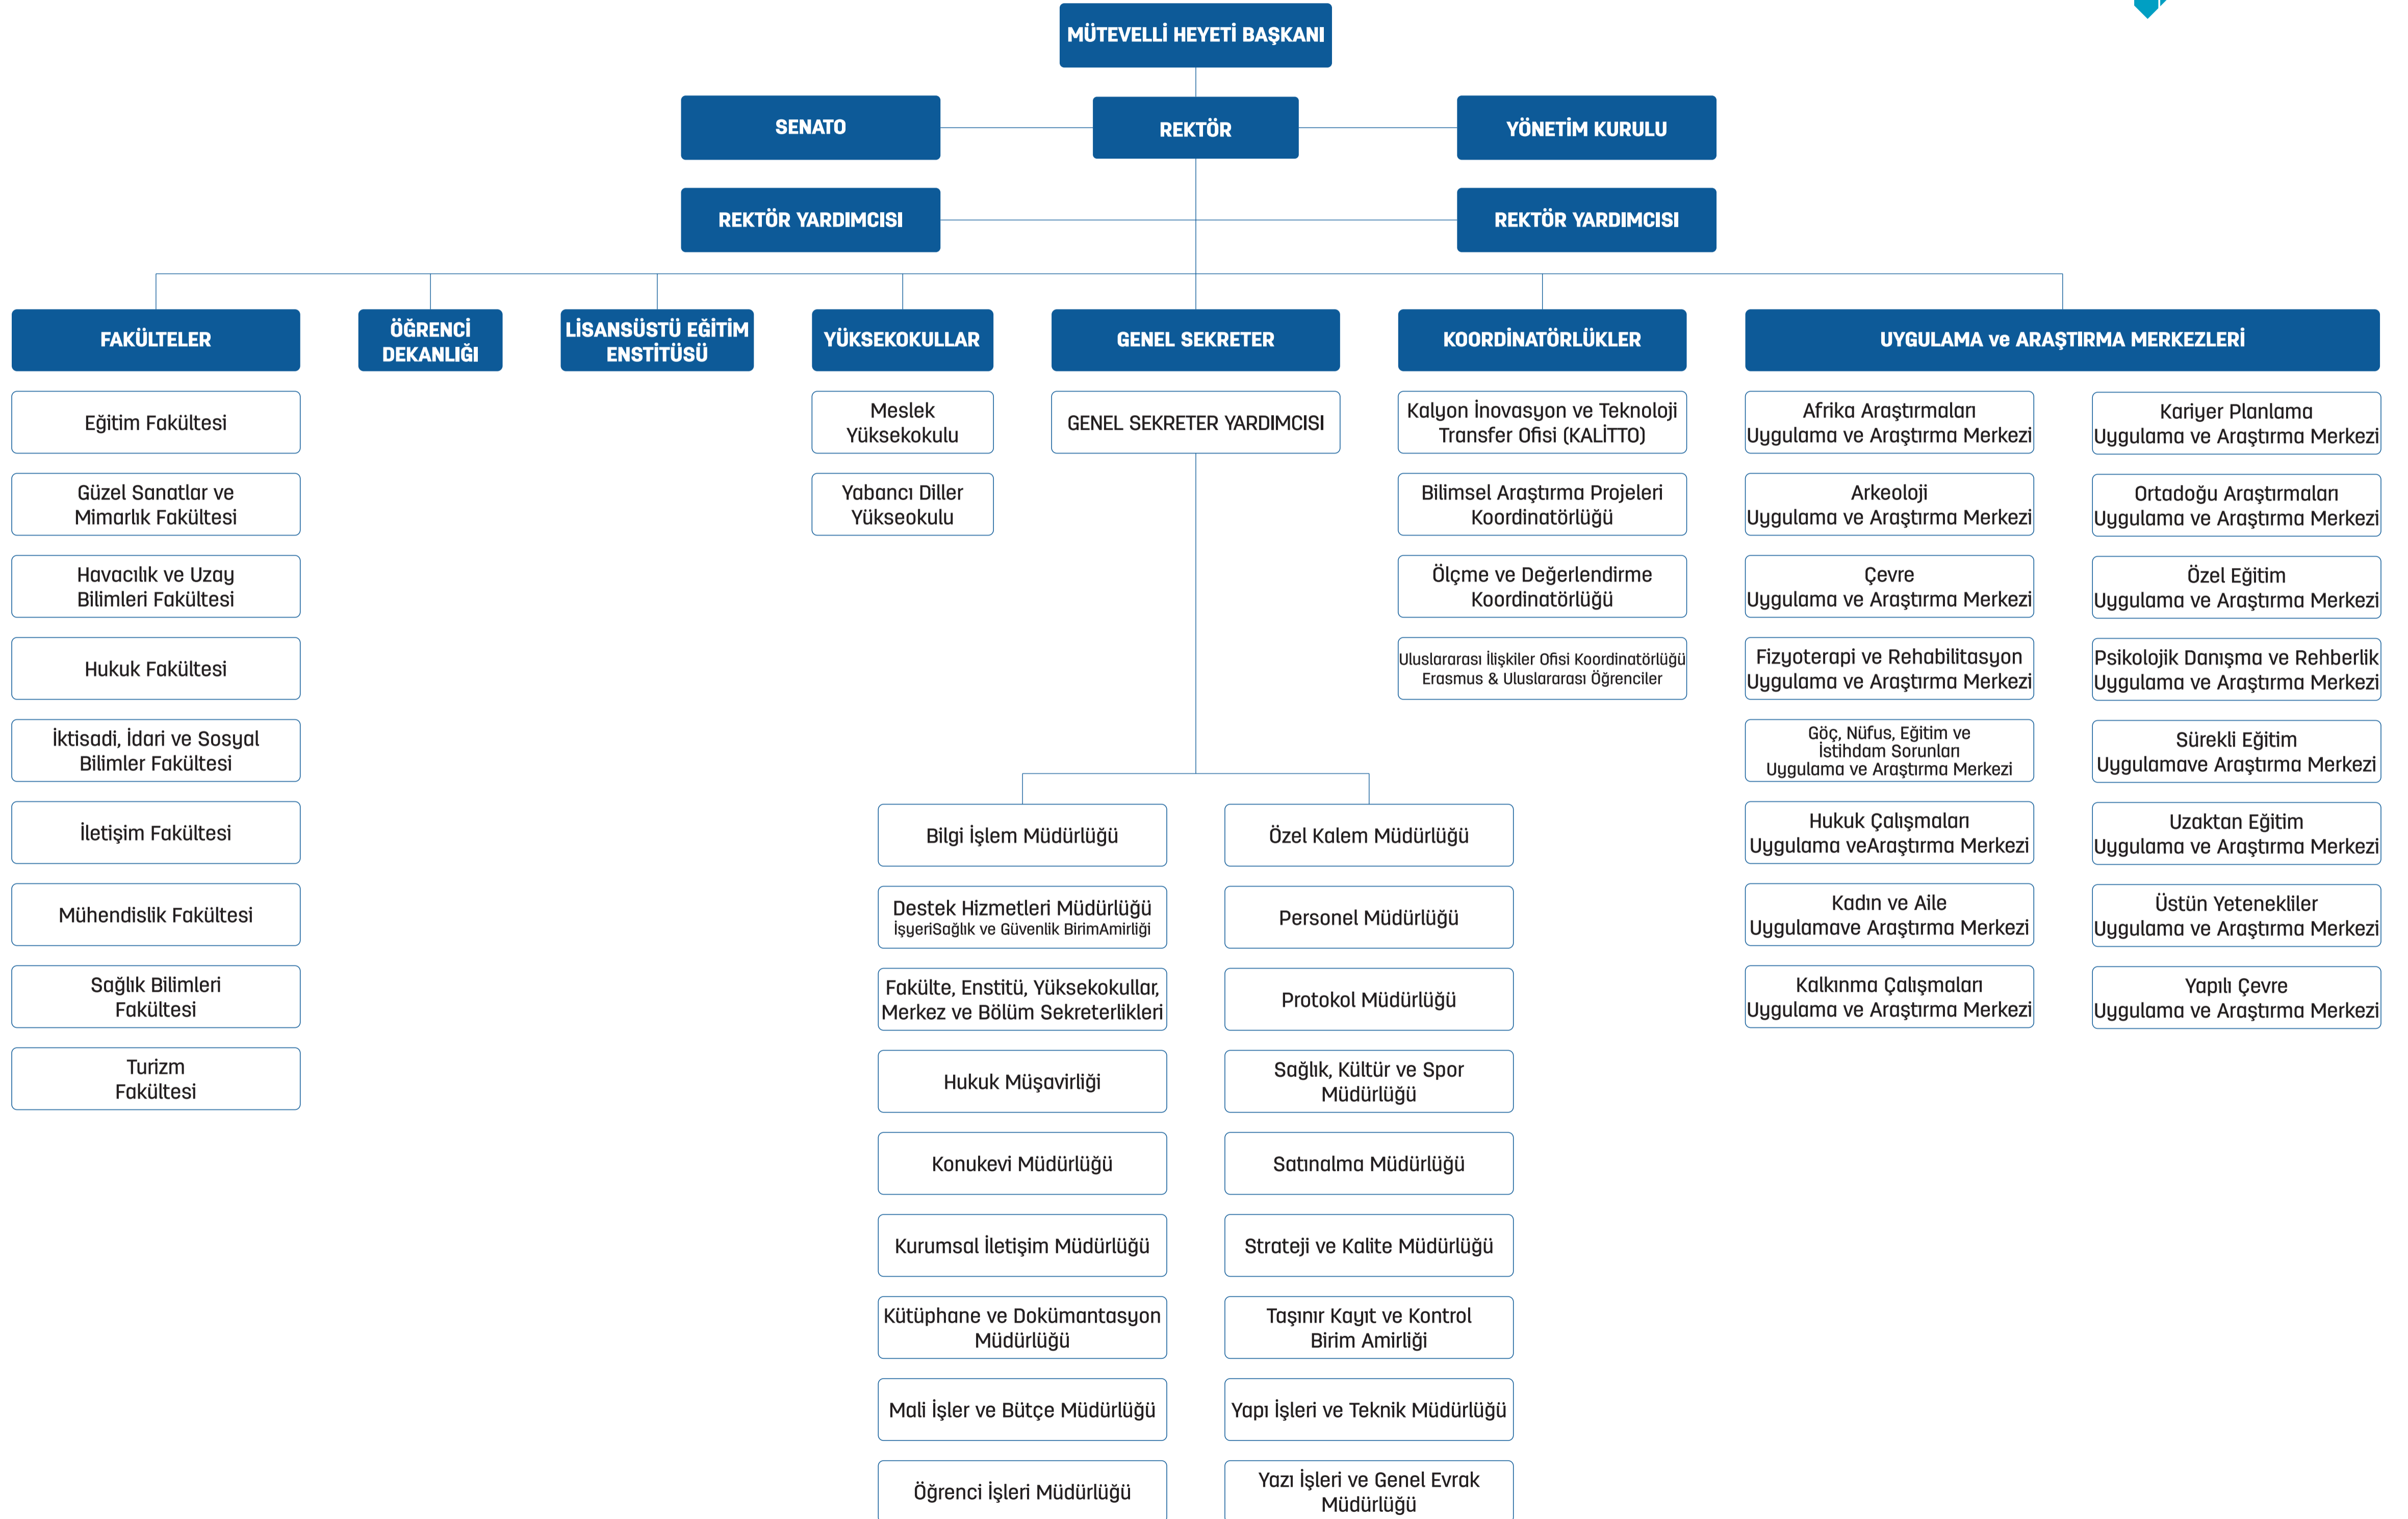 MÜTEVELLİ HEYETİ BAŞKANI
SENATO
REKTÖR
YÖNETİM KURULU
REKTÖR YARDIMCISI
REKTÖR YARDIMCISI
FAKÜLTELER
Eğitim Fakültesi
Güzel Sanatlar ve
Mimarlık Fakültesi
Havacılık ve Uzay
Bilimleri Fakültesi
Hukuk Fakültesi
İktisadi, İdari ve Sosyal
Bilimler Fakültesi
İletişim Fakültesi
Mühendislik Fakültesi
Sağlık Bilimleri
Fakültesi
Turizm
Fakültesi
ÖĞRENCİ
DEKANLIĞI
LİSANSÜSTÜ EĞİTİM
ENSTİTÜSÜ
YÜKSEKOKULLAR
Meslek
Yüksekokulu
Yabancı Diller
Yükseokulu
GENEL SEKRETER
GENEL SEKRETER YARDIMCISI
Bilgi İşlem Müdürlüğü
Destek Hizmetleri Müdürlüğü
İşyeriSağlık ve Güvenlik BirimAmirliği
Fakülte, Enstitü, Yüksekokullar,
Merkez ve Bölüm Sekreterlikleri
Hukuk Müşavirliği
Konukevi Müdürlüğü
Kurumsal İletişim Müdürlüğü
Kütüphane ve Dokümantasyon
Müdürlüğü
Mali İşler ve Bütçe Müdürlüğü
Öğrenci İşleri Müdürlüğü
Özel Kalem Müdürlüğü
Personel Müdürlüğü
Protokol Müdürlüğü
Sağlık, Kültür ve Spor
Müdürlüğü
Satınalma Müdürlüğü
Strateji ve Kalite Müdürlüğü
Taşınır Kayıt ve Kontrol
Birim Amirliği
Yapı İşleri ve Teknik Müdürlüğü
Yazı İşleri ve Genel Evrak
Müdürlüğü
KOORDİNATÖRLÜKLER
Kalyon İnovasyon ve Teknoloji
Transfer Ofisi (KALİTTO)
Bilimsel Araştırma Projeleri
Koordinatörlüğü
Ölçme ve Değerlendirme
Koordinatörlüğü
Uluslararası İlişkiler Ofisi Koordinatörlüğü
Erasmus & Uluslararası Öğrenciler
UYGULAMA ve ARAŞTIRMA MERKEZLERİ
Afrika Araştırmaları
Uygulama ve Araştırma Merkezi
Arkeoloji
Uygulama ve Araştırma Merkezi
Çevre
Uygulama ve Araştırma Merkezi
Fizyoterapi ve Rehabilitasyon
Uygulama ve Araştırma Merkezi
Göç, Nüfus, Eğitim ve
İstihdam Sorunları
Uygulama ve Araştırma Merkezi
Hukuk Çalışmaları
Uygulama veAraştırma Merkezi
Kadın ve Aile
Uygulamave Araştırma Merkezi
Kalkınma Çalışmaları
Uygulama ve Araştırma Merkezi
Kariyer Planlama
Uygulama ve Araştırma Merkezi
Ortadoğu Araştırmaları
Uygulama ve Araştırma Merkezi
Özel Eğitim
Uygulama ve Araştırma Merkezi
Psikolojik Danışma ve Rehberlik
Uygulama ve Araştırma Merkezi
Sürekli Eğitim
Uygulamave Araştırma Merkezi
Uzaktan Eğitim
Uygulama ve Araştırma Merkezi
Üstün Yetenekliler
Uygulama ve Araştırma Merkezi
Yapılı Çevre
Uygulama ve Araştırma Merkezi